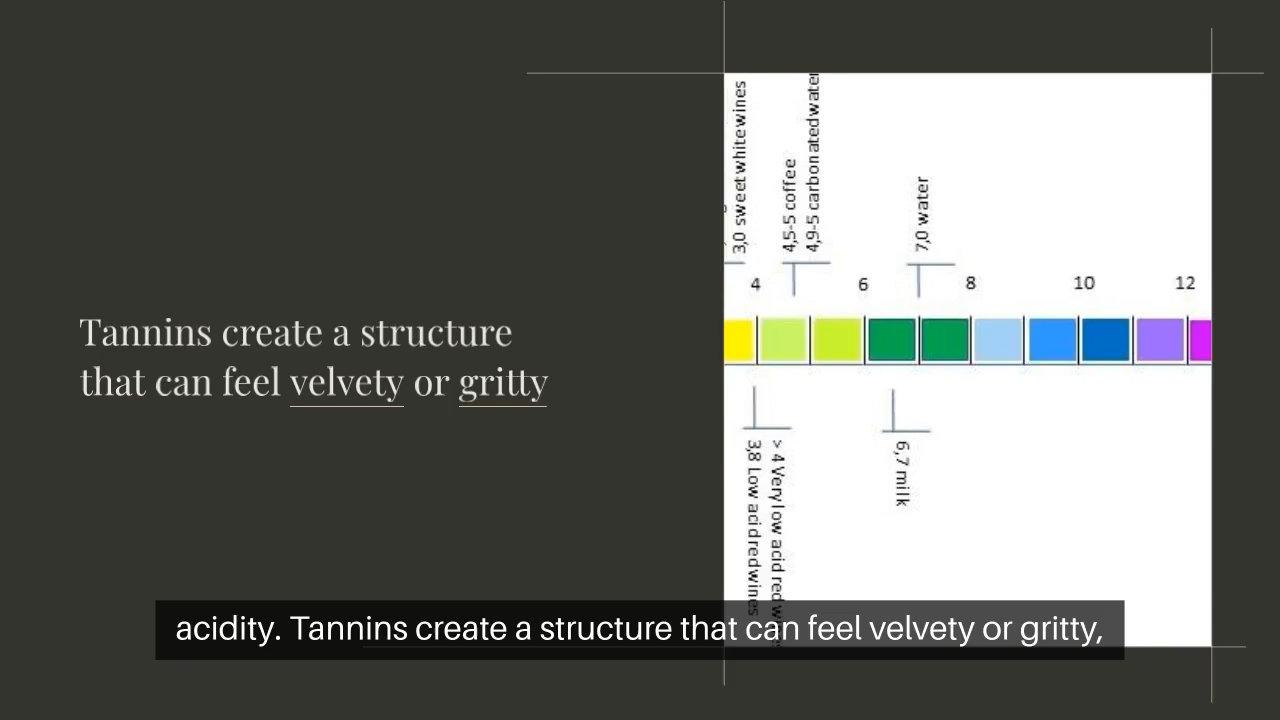 Tannins create a structure
that can feel velvety or gritty
3,0 sweet white wines
4,5-5 coffee
4,9-5 carbonated water
7,0 water
4
6
8
10
12
3,8 Low acid red wines
> 4 Very low acid red
6,7 milk
acidity. Tannins create a structure that can feel velvety or gritty,